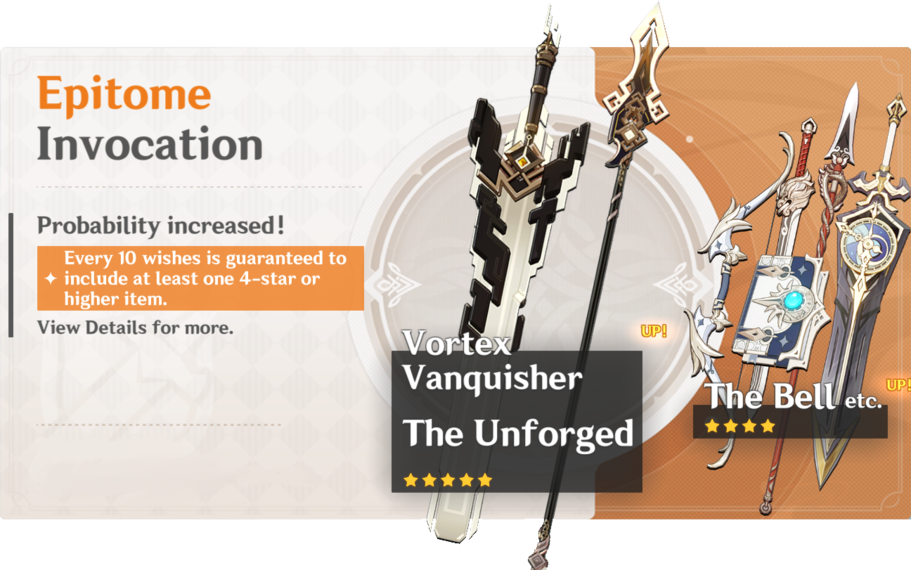 Epitome
Invocation
Probability increased!
Every 10 wishes is guaranteed to
include at least one 4-star or
higher item.
View Details for more.
UP!
Vortex
Vanquisher
The Unforged
UP!
The Bell etc.